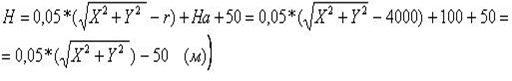 H = 0,05*(√X² + Y² − r) + Ha + 50 = 0,05*(√X² + Y² − 4000) + 100 + 50 =
= 0,05*(√X² + Y² ) − 50 (м))